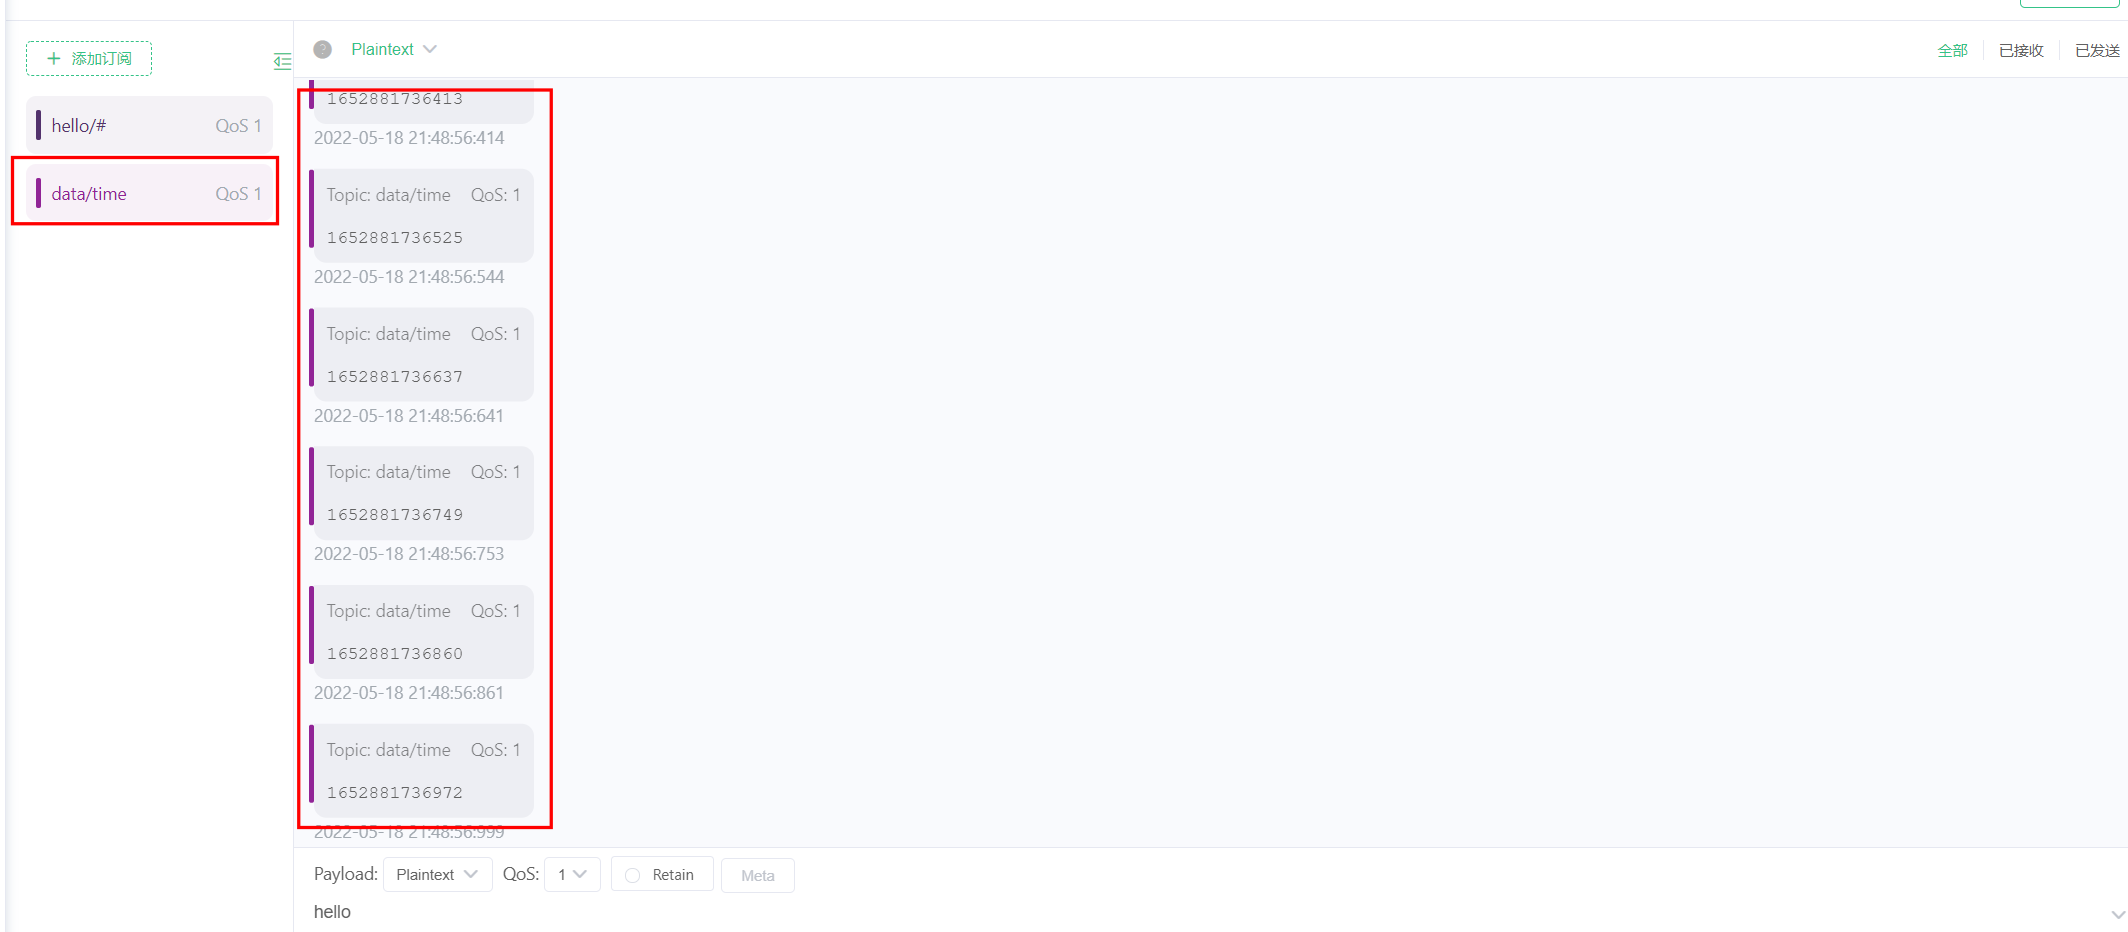 添加订阅
hello/# QoS 1
data/time QoS 1
Plaintext
全部 已接收 已发送
1652881736413
2022-05-18 21:48:56:414
Topic: data/time QoS: 1
1652881736525
2022-05-18 21:48:56:544
Topic: data/time QoS: 1
1652881736637
2022-05-18 21:48:56:641
Topic: data/time QoS: 1
1652881736749
2022-05-18 21:48:56:753
Topic: data/time QoS: 1
1652881736860
2022-05-18 21:48:56:861
Topic: data/time QoS: 1
1652881736972
2022-05-18 21:48:56:999
Payload: Plaintext QoS: 1 Retain Meta
hello